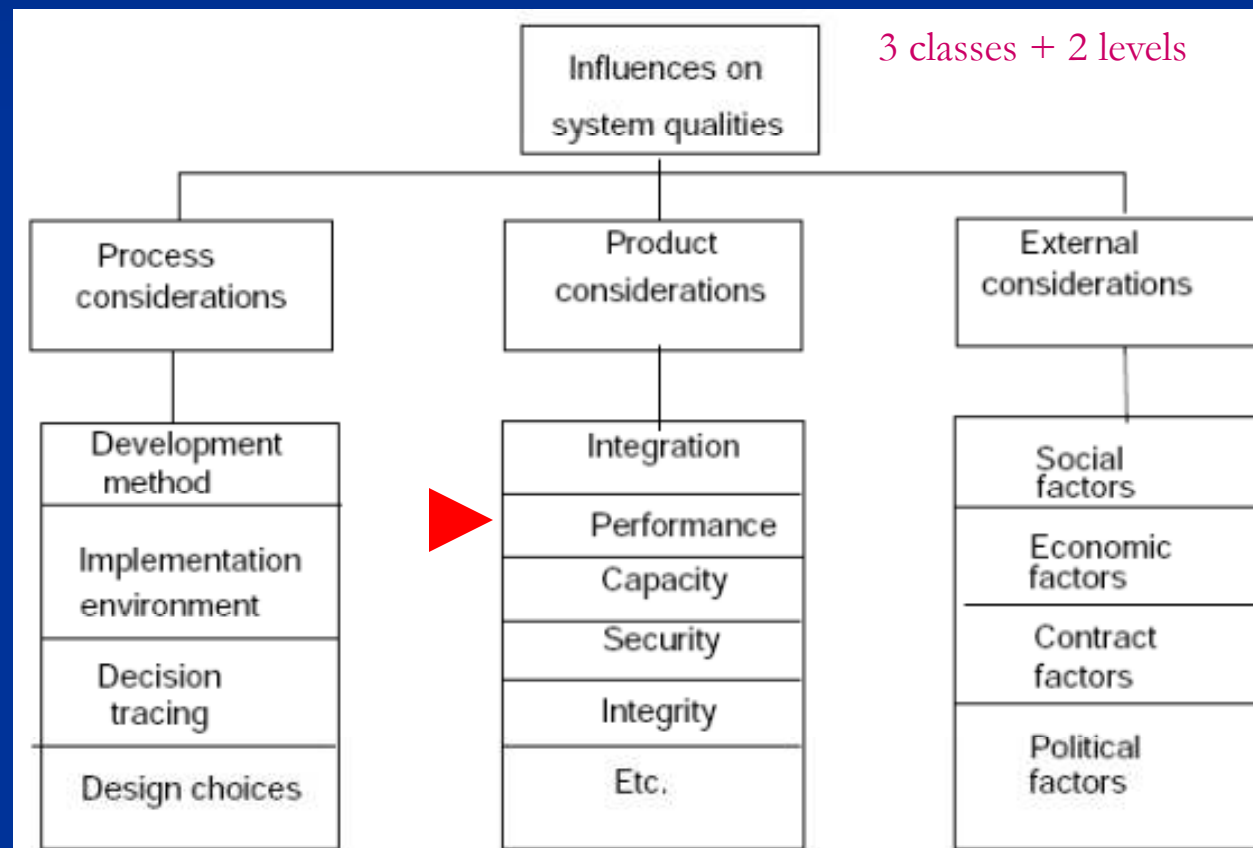 3 classes + 2 levels
Influences on
system qualities
Process
considerations
Product
considerations
External
considerations
Development
method
Implementation
environment
Decision
tracing
Design choices
Integration
Performance
Capacity
Security
Integrity
Etc.
Social
factors
Economic
factors
Contract
factors
Political
factors